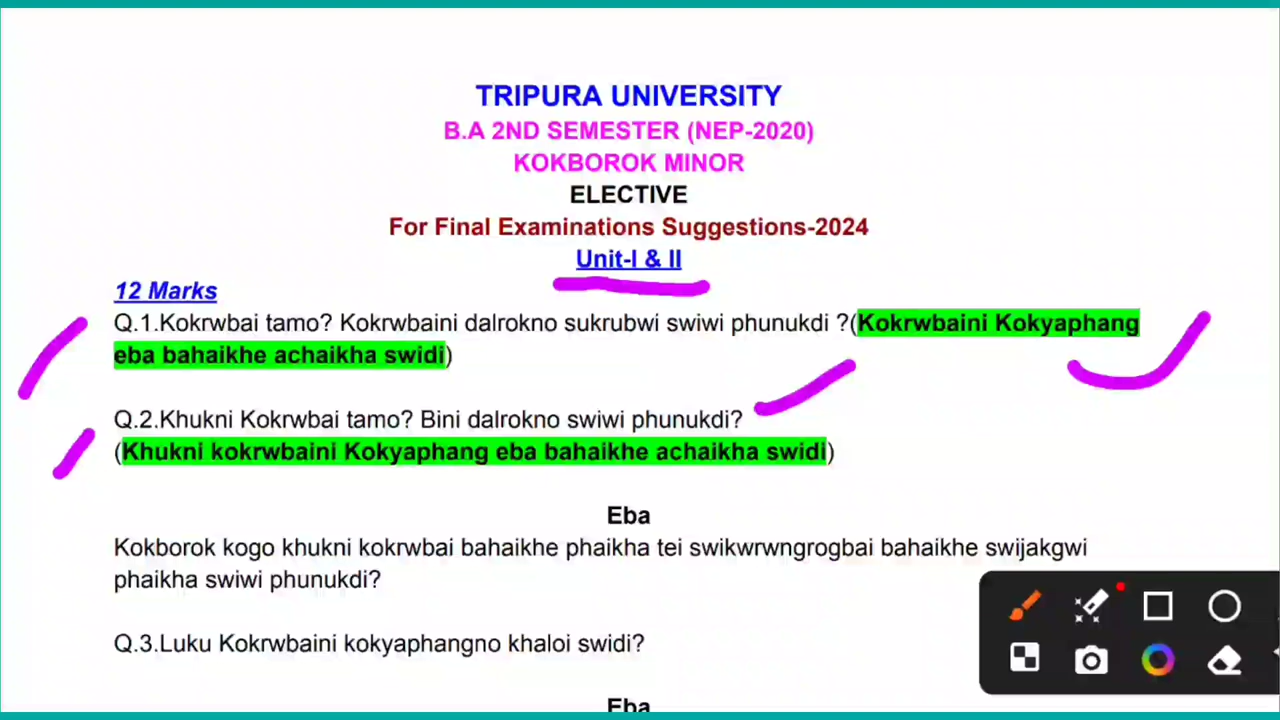 TRIPURA UNIVERSITY
B.A 2ND SEMESTER (NEP-2020)
KOKBOROK MINOR
ELECTIVE
For Final Examinations Suggestions-2024
Unit-I & II
12 Marks
Q.1.Kokrwbai tamo? Kokrwbaini dalrokno sukrubwi swiwi phunukdi ?(Kokrwbaini Kokyaphang
eba bahaikhe achaikha swidi)
Q.2.Khukni Kokrwbai tamo? Bini dalrokno swiwi phunukdi?
(Khukni kokrwbaini Kokyaphang eba bahaikhe achaikha swidi)
Eba
Kokborok kogo khukni kokrwbai bahaikhe phaikha tei swikwrwngrogbai bahaikhe swijakgwi
phaikha swiwi phunukdi?
Q.3.Luku Kokrwbaini kokyaphangno khaloi swidi?
Eba